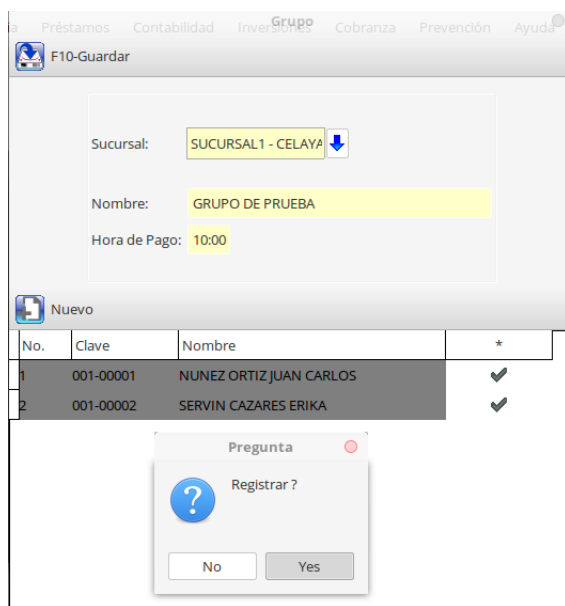 ía Préstamos Contabilidad Inversiones Cobranza Prevención Ayuda
Grupo
F10-Guardar
Sucursal: SUCURSAL1 - CELAYA
Nombre: GRUPO DE PRUEBA
Hora de Pago: 10:00
Nuevo
No. Clave Nombre *
1 001-00001 NUNEZ ORTIZ JUAN CARLOS
2 001-00002 SERVIN CAZARES ERIKA
Pregunta
Registrar ?
No Yes